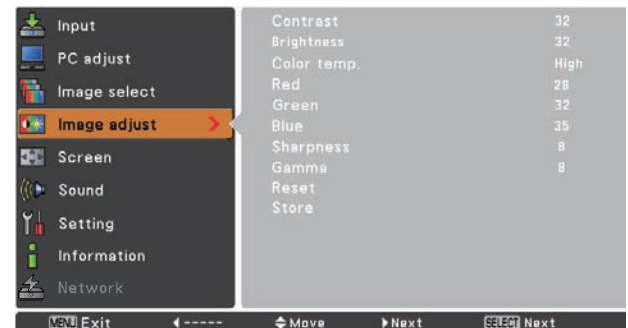 Input
PC adjust
Image select
Image adjust
Screen
Sound
Setting
Information
Network
Contrast 32
Brightness 32
Color temp. High
Red 28
Green 32
Blue 35
Sharpness 8
Gamma 8
Reset
Store
MENU Exit ----- Move Next SELECT Next